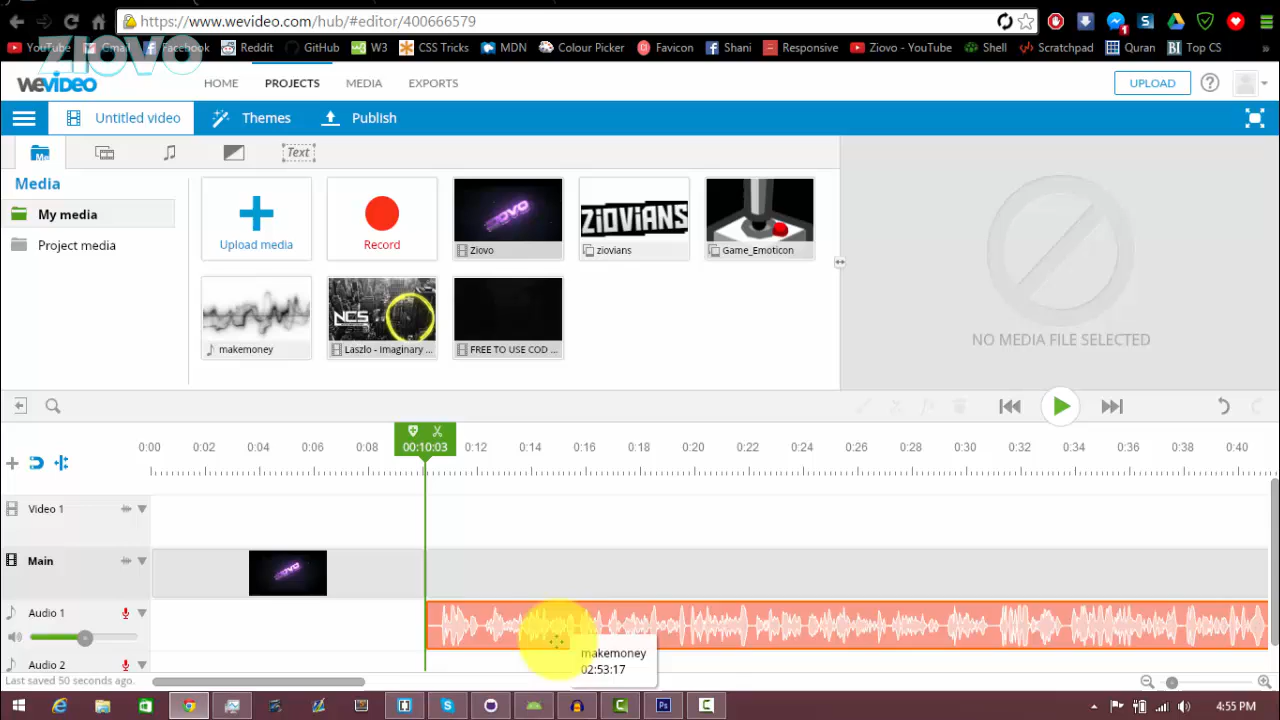 https://www.wevideo.com/hub/#editor/400666579
1
YouTube Gmail Facebook Reddit GitHub W3 CSS Tricks MDN Colour Picker Favicon Shani Responsive Ziovo - YouTube Shell Scratchpad Quran Top CS »
ZIOVO
WEVIDEO HOME PROJECTS MEDIA EXPORTS UPLOAD ?
Untitled video Themes Publish
Me Text
Media
My media
Project media
Upload media Record Ziovo ziovians Game_Emoticon
ZIOVO ZIOVIANS
NCS
makemoney Laszlo - Imaginary ... FREE TO USE COD ...
NO MEDIA FILE SELECTED
00:10:03
0:00 0:02 0:04 0:06 0:12 0:14 0:16 0:18 0:20 0:22 0:24 0:26 0:28 0:30 0:32 0:34 0:36 0:38 0:40
Video 1
Main
ZIOVO
Audio 1
makemoney
02:53:17
Audio 2
Last saved 50 seconds ago.
4:55 PM